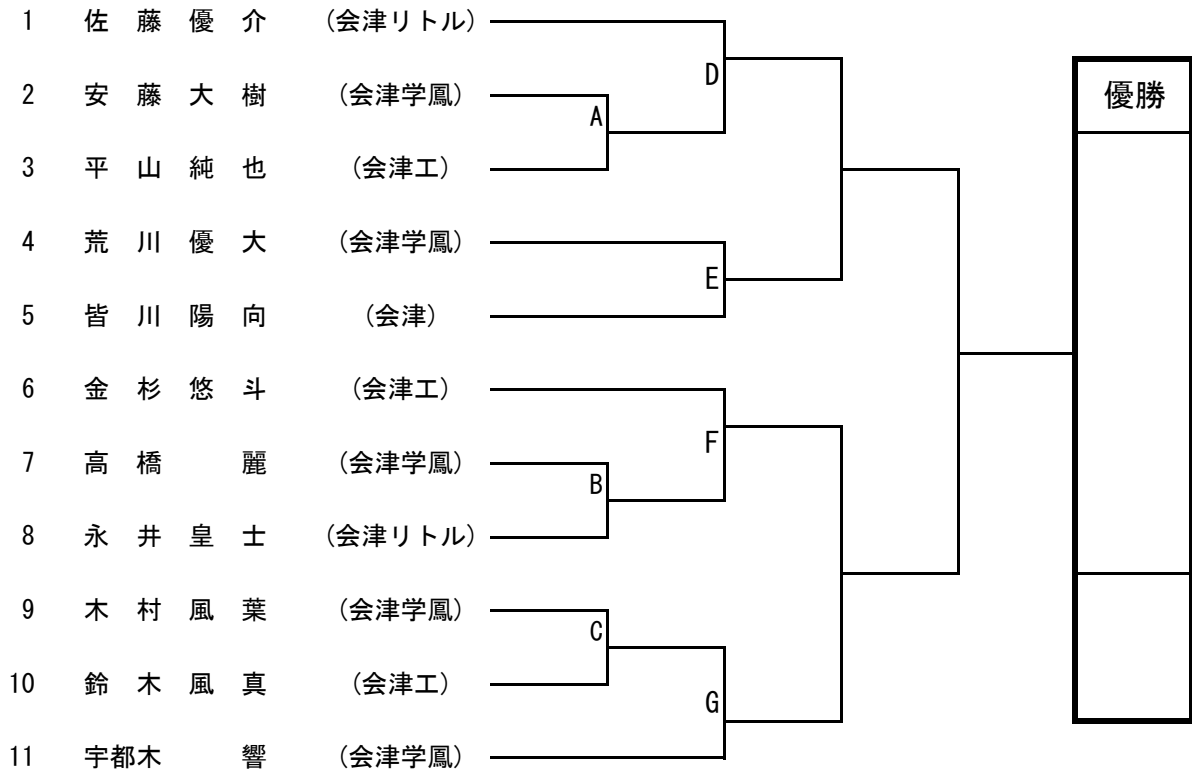 1 佐 藤 優 介 (会津リトル)
D
2 安 藤 大 樹 (会津学鳳)
優勝
A
3 平 山 純 也 (会津工)
4 荒 川 優 大 (会津学鳳)
E
5 皆 川 陽 向 (会津)
6 金 杉 悠 斗 (会津工)
F
7 高 橋 麗 (会津学鳳)
B
8 永 井 皇 士 (会津リトル)
9 木 村 風 葉 (会津学鳳)
C
10 鈴 木 風 真 (会津工)
G
11 宇都木 響 (会津学鳳)